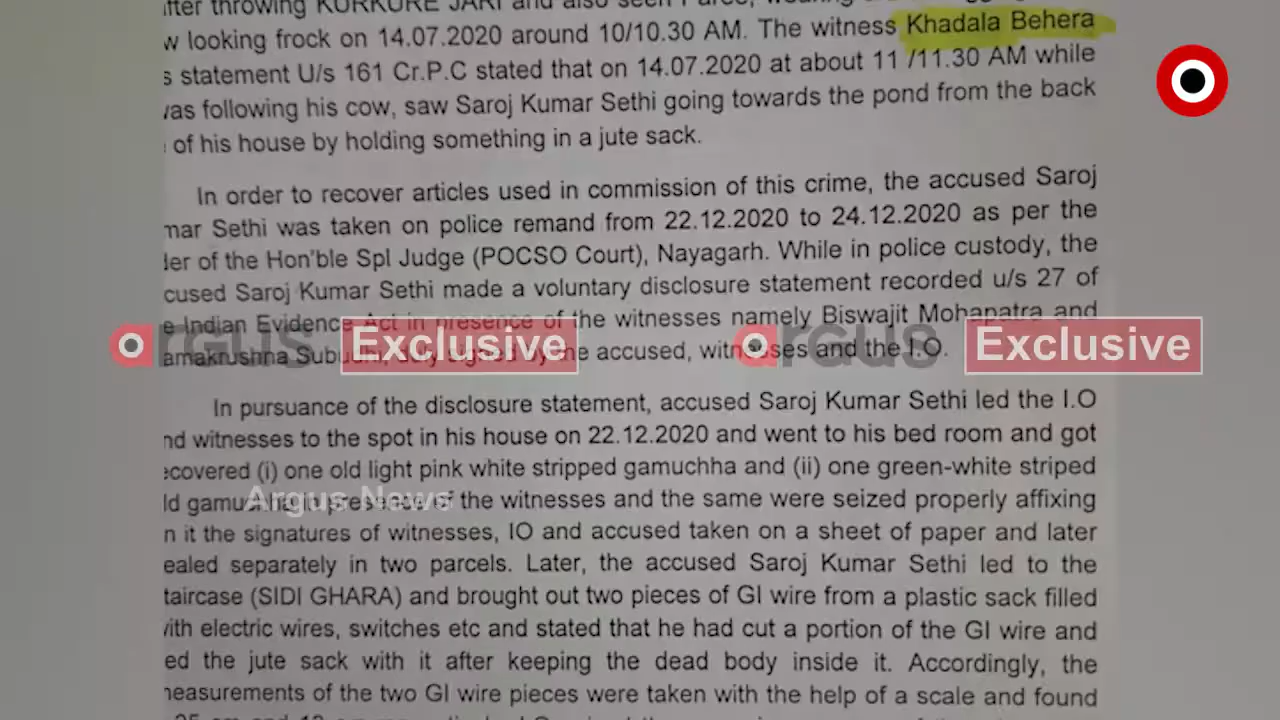 after throwing KURKURE JARI and also seen
w looking frock on 14.07.2020 around 10/10.30 AM. The witness Khadala Behera
s statement U/s 161 Cr.P.C stated that on 14.07.2020 at about 11 /11.30 AM while
was following his cow, saw Saroj Kumar Sethi going towards the pond from the back
of his house by holding something in a jute sack.
In order to recover articles used in commission of this crime, the accused Saroj
mar Sethi was taken on police remand from 22.12.2020 to 24.12.2020 as per the
der of the Hon'ble Spl Judge (POCSO Court), Nayagarh. While in police custody, the
cused Saroj Kumar Sethi made a voluntary disclosure statement recorded u/s 27 of
e Indian Evidence Act in presence of the witnesses namely Biswajit Mohapatra and
amakrushna Subudhi, duly signed by the accused, witnesses and the I.O.
argus Exclusive argus Exclusive
In pursuance of the disclosure statement, accused Saroj Kumar Sethi led the I.O
nd witnesses to the spot in his house on 22.12.2020 and went to his bed room and got
ecovered (i) one old light pink white stripped gamuchha and (ii) one green-white striped
ld gamuchha in presence of the witnesses and the same were seized properly affixing
Argus News
n it the signatures of witnesses, IO and accused taken on a sheet of paper and later
ealed separately in two parcels. Later, the accused Saroj Kumar Sethi led to the
taircase (SIDI GHARA) and brought out two pieces of GI wire from a plastic sack filled
with electric wires, switches etc and stated that he had cut a portion of the GI wire and
ed the jute sack with it after keeping the dead body inside it. Accordingly, the
measurements of the two GI wire pieces were taken with the help of a scale and found